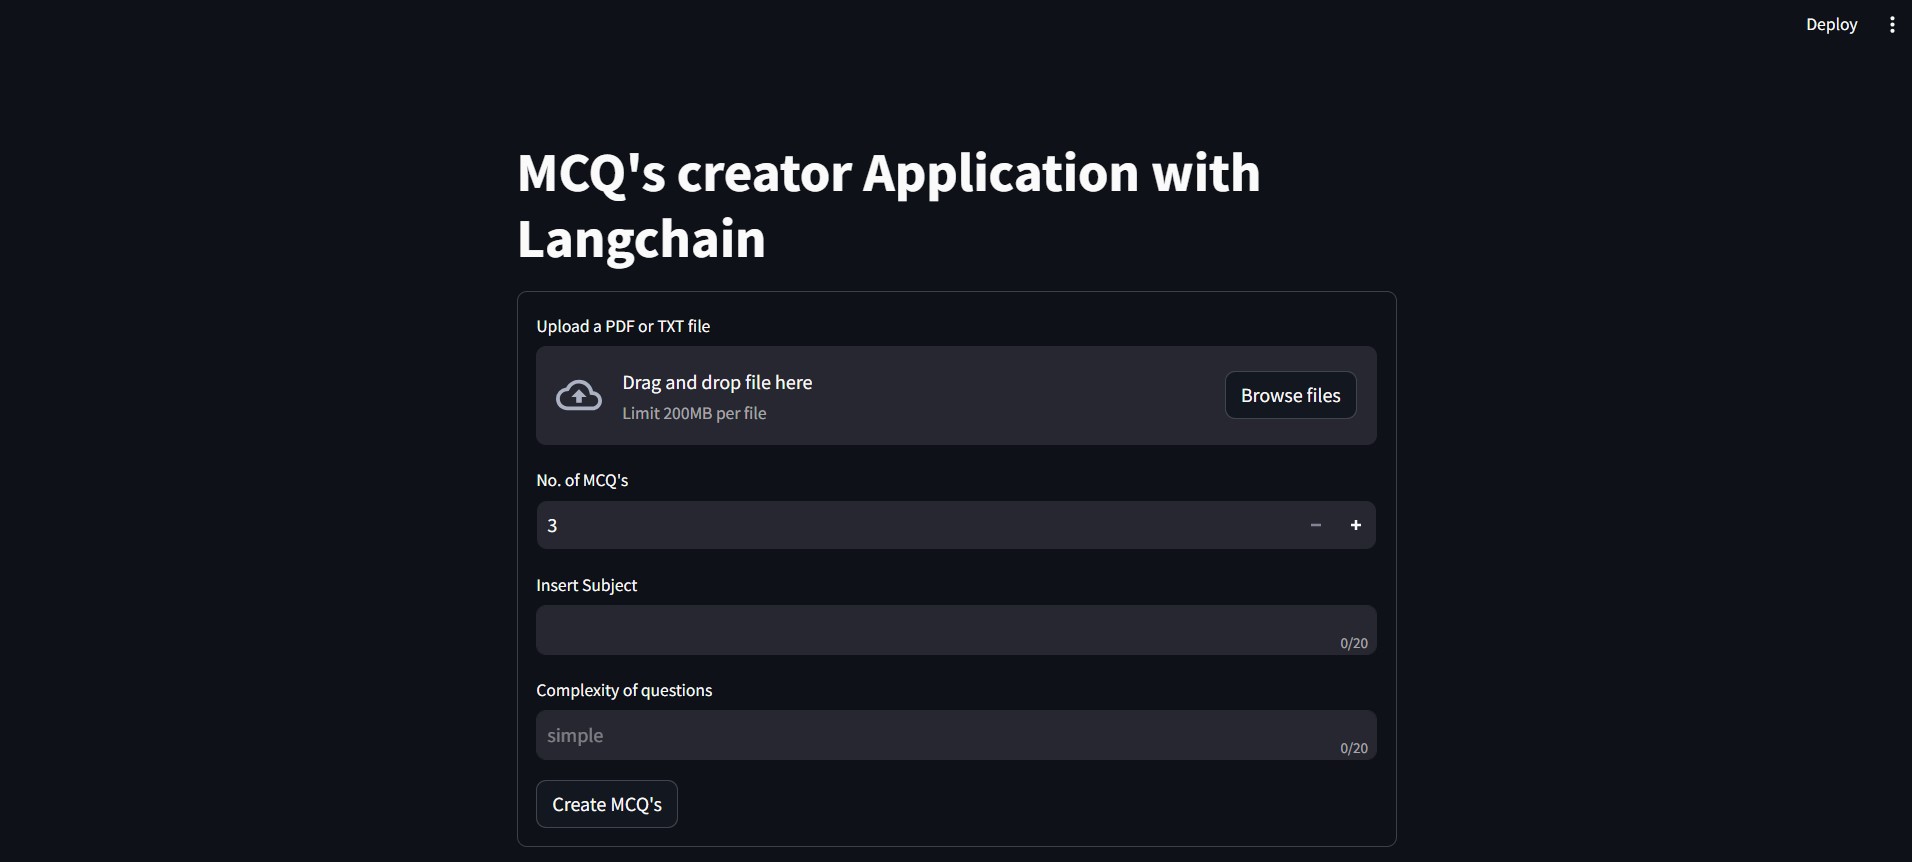 Deploy
MCQ's creator Application with
Langchain
Upload a PDF or TXT file
Drag and drop file here
Limit 200MB per file
Browse files
No. of MCQ's
3
Insert Subject
0/20
Complexity of questions
simple
0/20
Create MCQ's